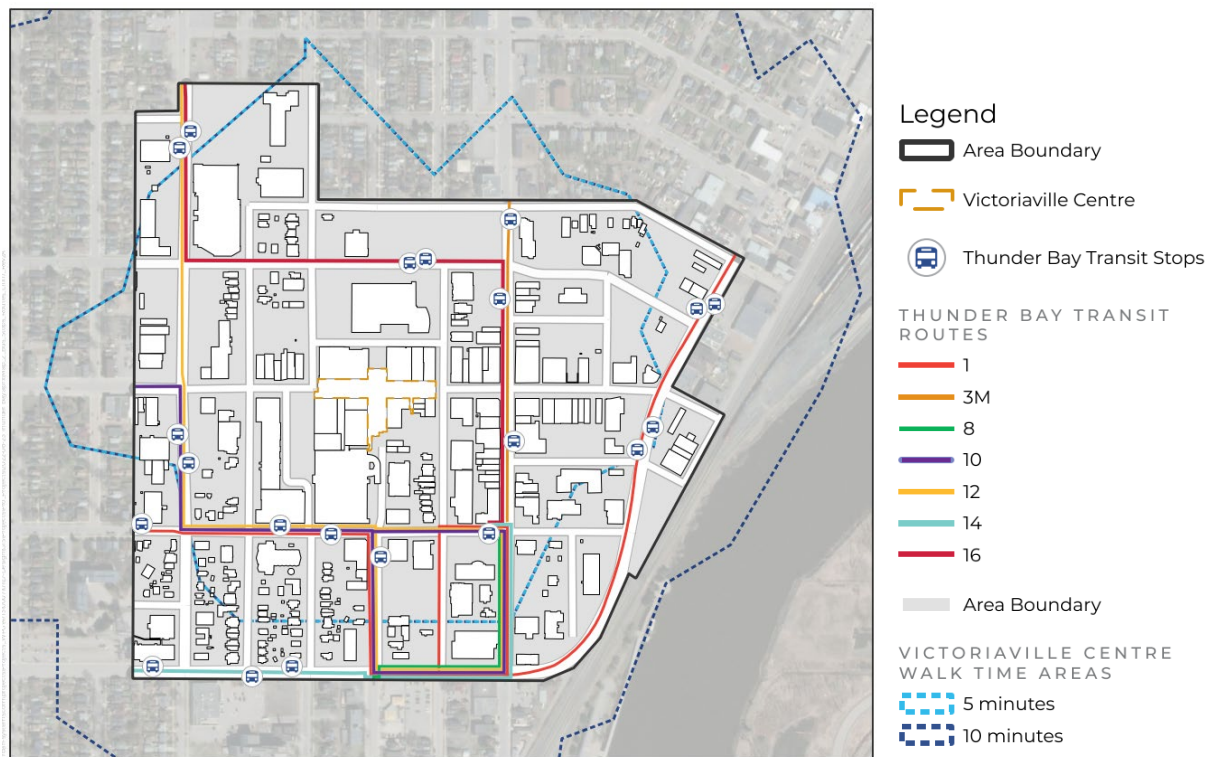 Legend
Area Boundary
Victoriaville Centre
Thunder Bay Transit Stops
THUNDER BAY TRANSIT
ROUTES
1
3M
8
10
12
14
16
Area Boundary
VICTORIAVILLE CENTRE
WALK TIME AREAS
5 minutes
10 minutes